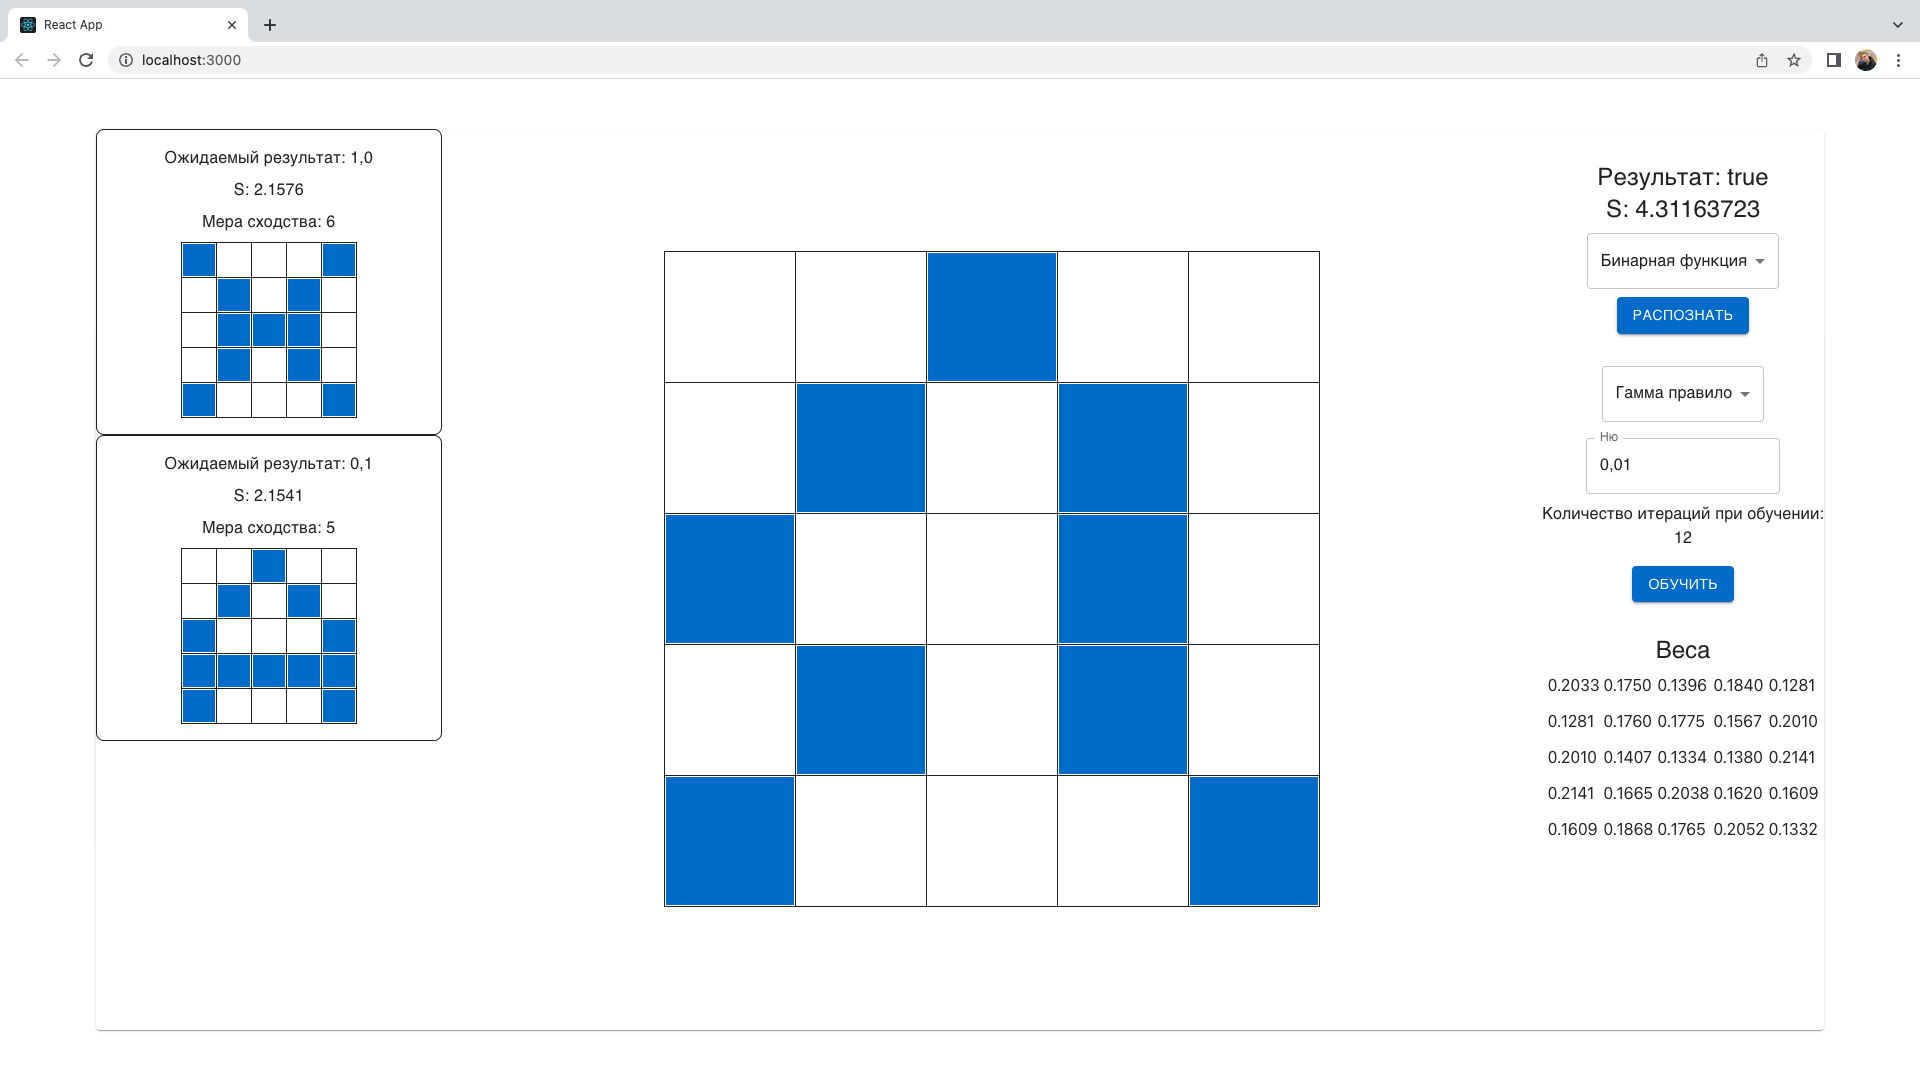 React App
localhost:3000
Ожидаемый результат: 1,0
S: 2.1576
Мера сходства: 6
Ожидаемый результат: 0,1
S: 2.1541
Мера сходства: 5
Результат: true
S: 4.31163723
Бинарная функция
РАСПОЗНАТЬ
Гамма правило
Ню
0,01
Количество итераций при обучении:
12
ОБУЧИТЬ
Веса
0.2033 0.1750 0.1396 0.1840 0.1281
0.1281 0.1760 0.1775 0.1567 0.2010
0.2010 0.1407 0.1334 0.1380 0.2141
0.2141 0.1665 0.2038 0.1620 0.1609
0.1609 0.1868 0.1765 0.2052 0.1332